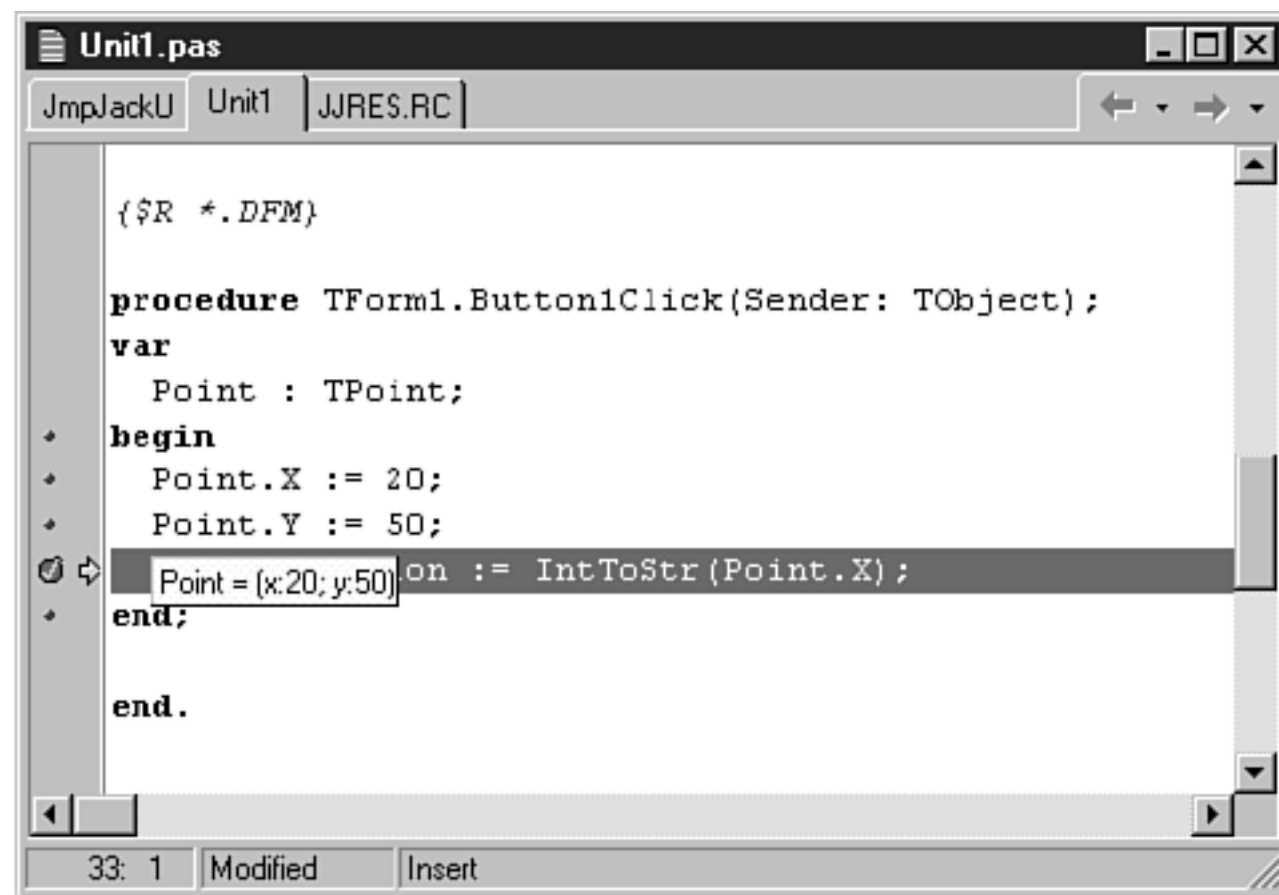 Unit1.pas
JmpJackU Unit1 JJRES.RC
{$R *.DFM}
procedure TForm1.Button1Click(Sender: TObject);
var
Point : TPoint;
begin
Point.X := 20;
Point.Y := 50;
Point = (x:20; y:50) on := IntToStr(Point.X);
end;
end.
33: 1 Modified Insert